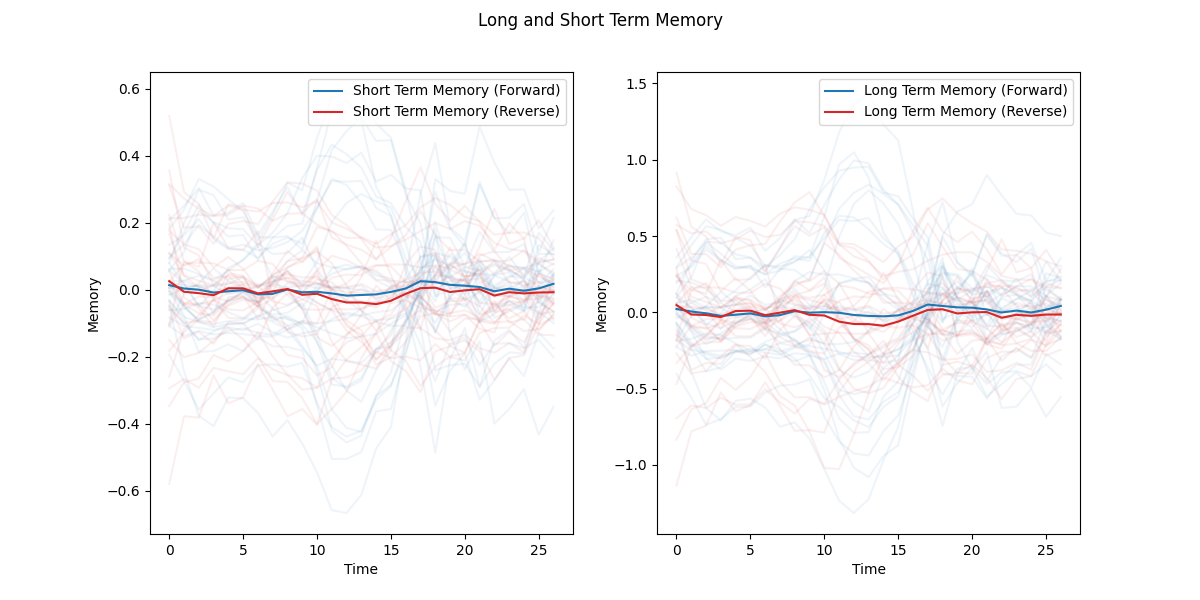 Long and Short Term Memory
Short Term Memory (Forward)
Short Term Memory (Reverse)
0.6
0.4
0.2
0.0
−0.2
−0.4
−0.6
Memory
0
5
10
15
20
25
Time
Long Term Memory (Forward)
Long Term Memory (Reverse)
1.5
1.0
0.5
0.0
−0.5
−1.0
Memory
0
5
10
15
20
25
Time